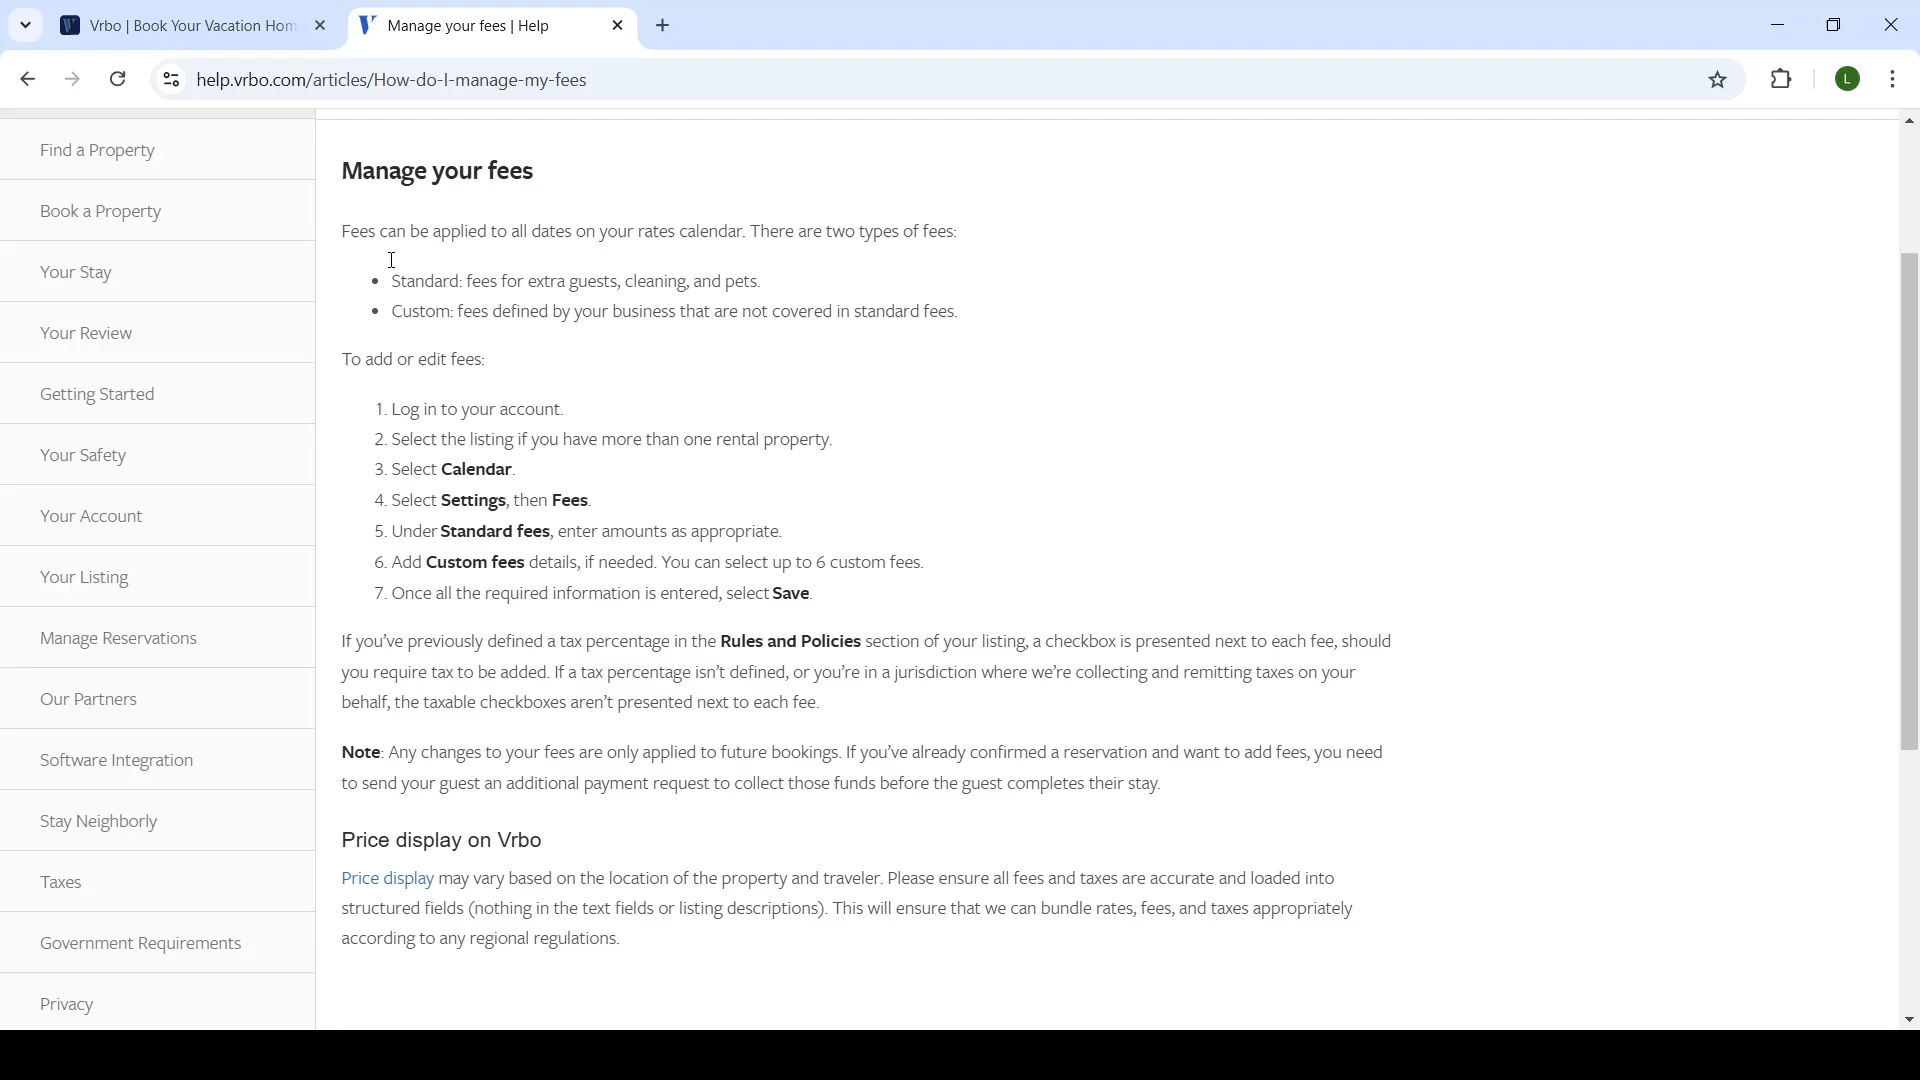 Vrbo | Book Your Vacation Hom
Manage your fees | Help
help.vrbo.com/articles/How-do-I-manage-my-fees
L
Find a Property
Book a Property
Your Stay
Your Review
Getting Started
Your Safety
Your Account
Your Listing
Manage Reservations
Our Partners
Software Integration
Stay Neighborly
Taxes
Government Requirements
Privacy
Manage your fees
Fees can be applied to all dates on your rates calendar. There are two types of fees:
• Standard: fees for extra guests, cleaning, and pets.
• Custom: fees defined by your business that are not covered in standard fees.
To add or edit fees:
1. Log in to your account.
2. Select the listing if you have more than one rental property.
3. Select Calendar.
4. Select Settings, then Fees.
5. Under Standard fees, enter amounts as appropriate.
6. Add Custom fees details, if needed. You can select up to 6 custom fees.
7. Once all the required information is entered, select Save.
If you’ve previously defined a tax percentage in the Rules and Policies section of your listing, a checkbox is presented next to each fee, should
you require tax to be added. If a tax percentage isn’t defined, or you’re in a jurisdiction where we’re collecting and remitting taxes on your
behalf, the taxable checkboxes aren’t presented next to each fee.
Note: Any changes to your fees are only applied to future bookings. If you’ve already confirmed a reservation and want to add fees, you need
to send your guest an additional payment request to collect those funds before the guest completes their stay.
Price display on Vrbo
Price display may vary based on the location of the property and traveler. Please ensure all fees and taxes are accurate and loaded into
structured fields (nothing in the text fields or listing descriptions). This will ensure that we can bundle rates, fees, and taxes appropriately
according to any regional regulations.